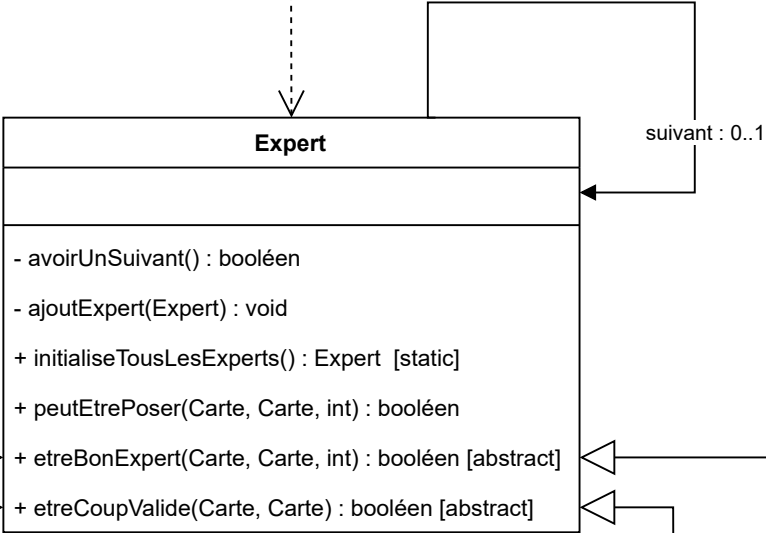 Expert
suivant : 0..1
- avoirUnSuivant() : booléen
- ajoutExpert(Expert) : void
+ initialiseTousLesExperts() : Expert [static]
+ peutEtrePoser(Carte, Carte, int) : booléen
+ etreBonExpert(Carte, Carte, int) : booléen [abstract]
+ etreCoupValide(Carte, Carte) : booléen [abstract]